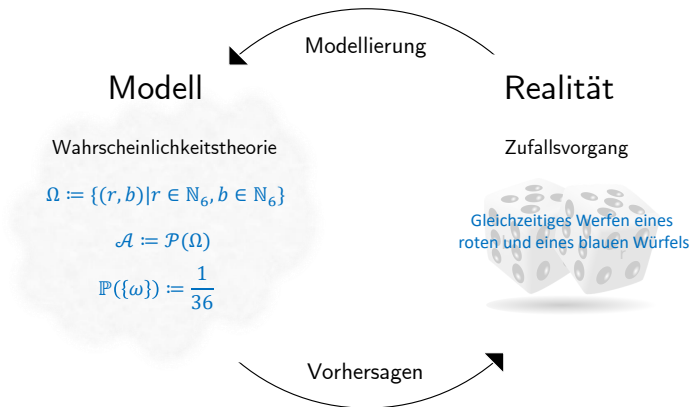 Modellierung
Modell
Realität
Wahrscheinlichkeitstheorie
Zufallsvorgang
Ω ≔ {(r, b)|r ∈ ℕ₆, b ∈ ℕ₆}
𝒜 ≔ 𝒫(Ω)
ℙ({ω}) ≔ 1/36
Gleichzeitiges Werfen eines
roten und eines blauen Würfels
Vorhersagen